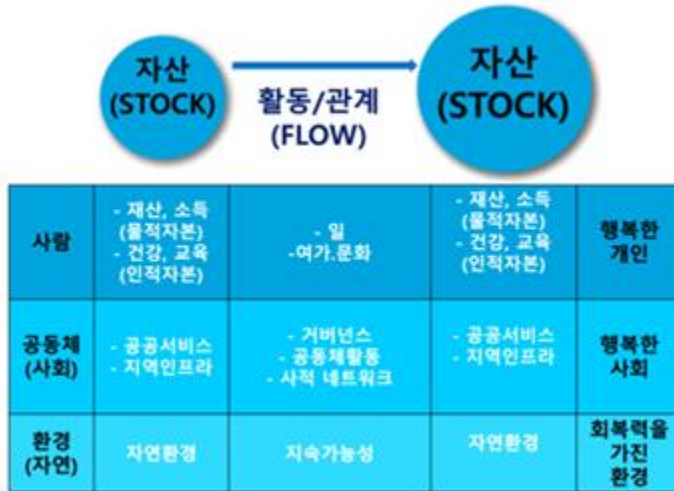 자산
(STOCK)
활동/관계
(FLOW)
자산
(STOCK)
사람
- 재산, 소득
(물적자본)
- 건강, 교육
(인적자본)
- 일
-여가.문화
- 재산, 소득
(물적자본)
- 건강, 교육
(인적자본)
행복한
개인
공동체
(사회)
- 공공서비스
- 지역인프라
- 거버넌스
- 공동체활동
- 사적 네트워크
- 공공서비스
- 지역인프라
행복한
사회
환경
(자연)
자연환경
지속가능성
자연환경
회복력을
가진
환경